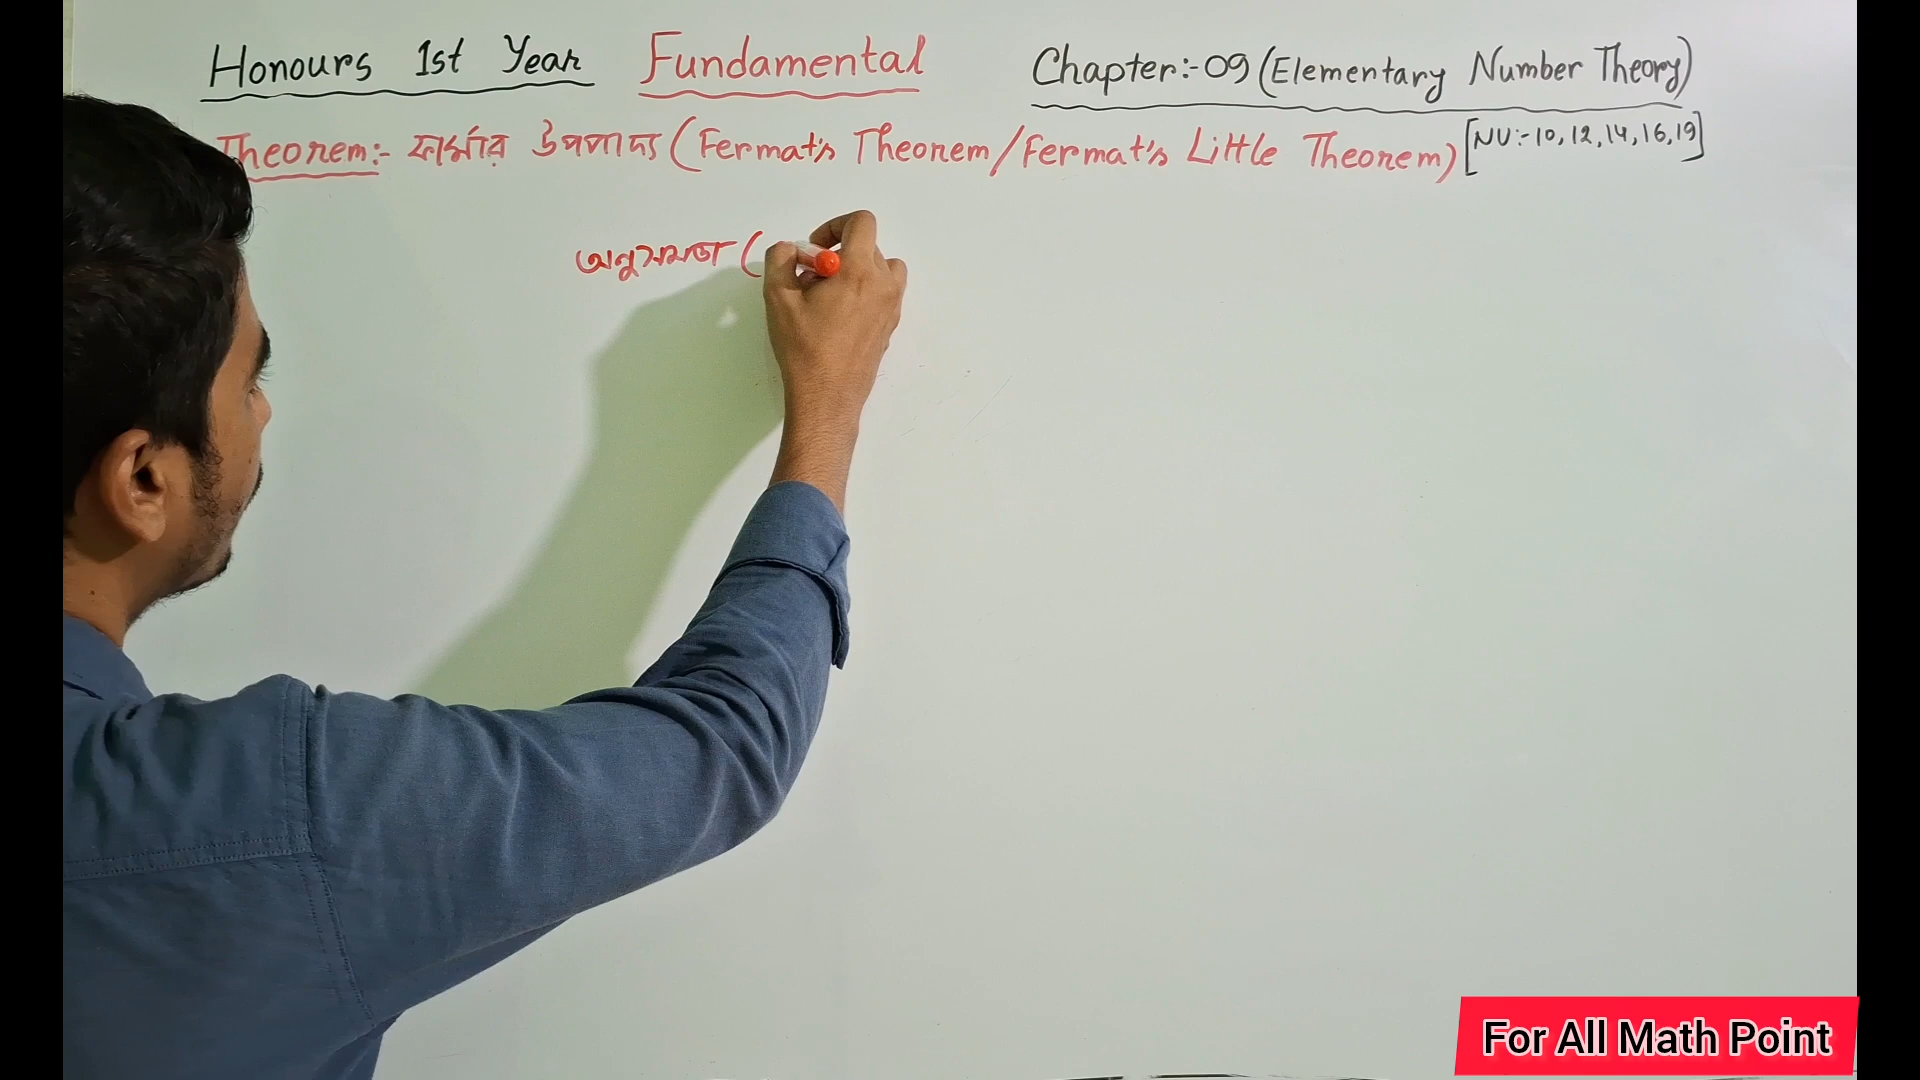 Honours 1st Year Fundamental Chapter:-09 (Elementary Number Theory)
Theorem:- ফার্মার উপপাদ্য (Fermat's Theorem/Fermat's Little Theorem) [NU:-10, 12, 14, 16, 19]
অনুসমতা (
For All Math Point